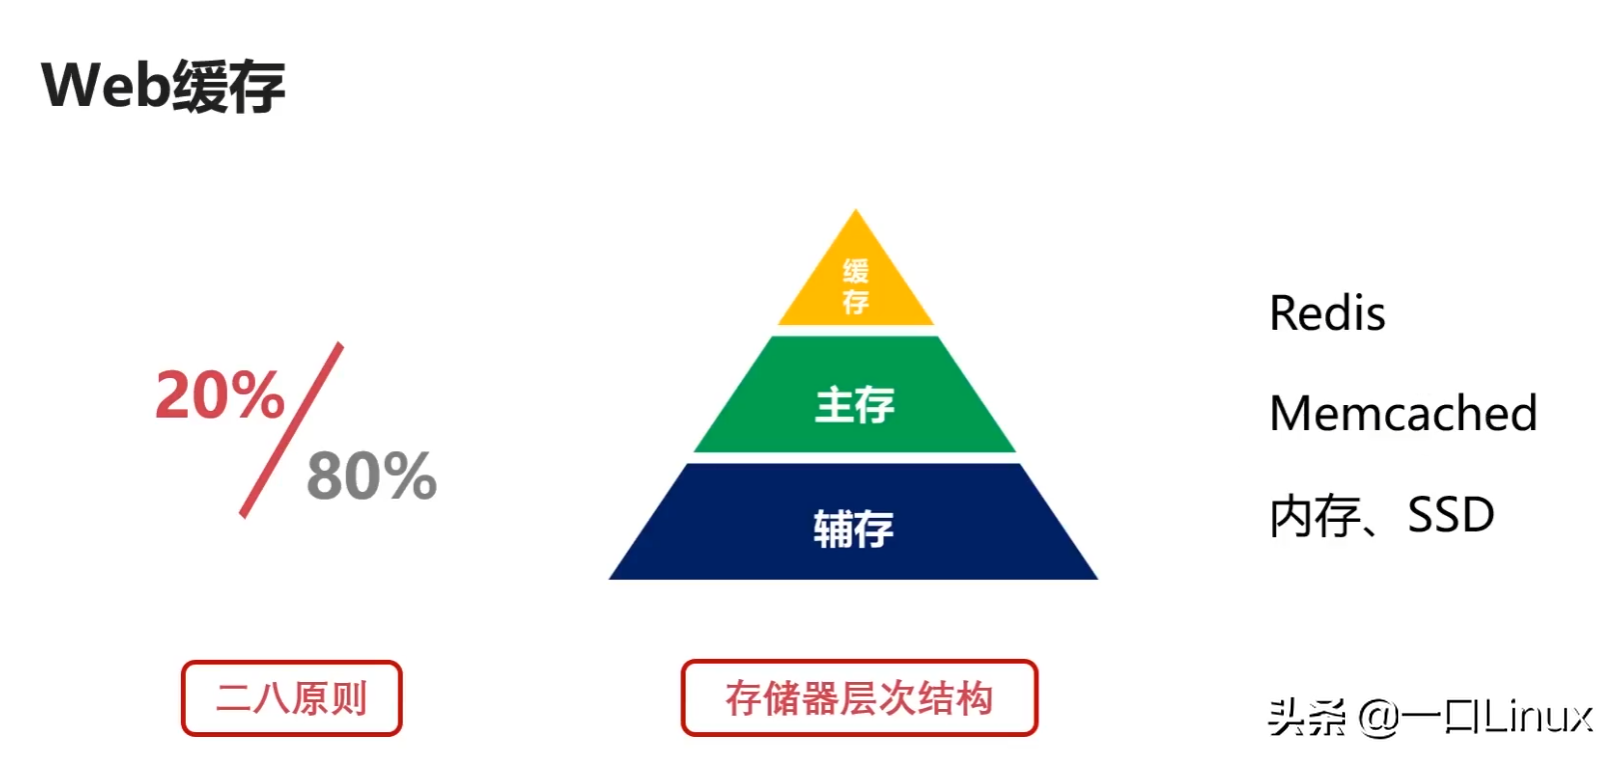 Web缓存
20%
80%
二八原则
缓
存
主存
辅存
存储器层次结构
Redis
Memcached
内存、SSD
头条 @一口Linux